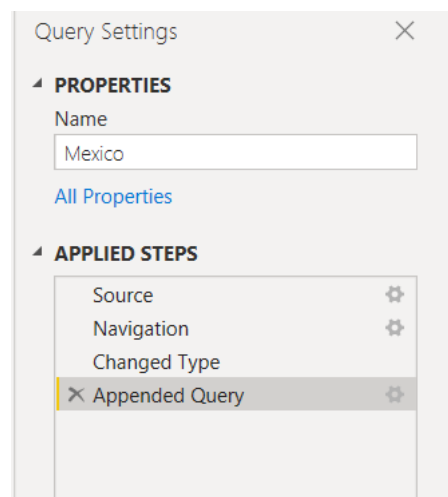 Query Settings
PROPERTIES
Name
Mexico
All Properties
APPLIED STEPS
Source
Navigation
Changed Type
Appended Query